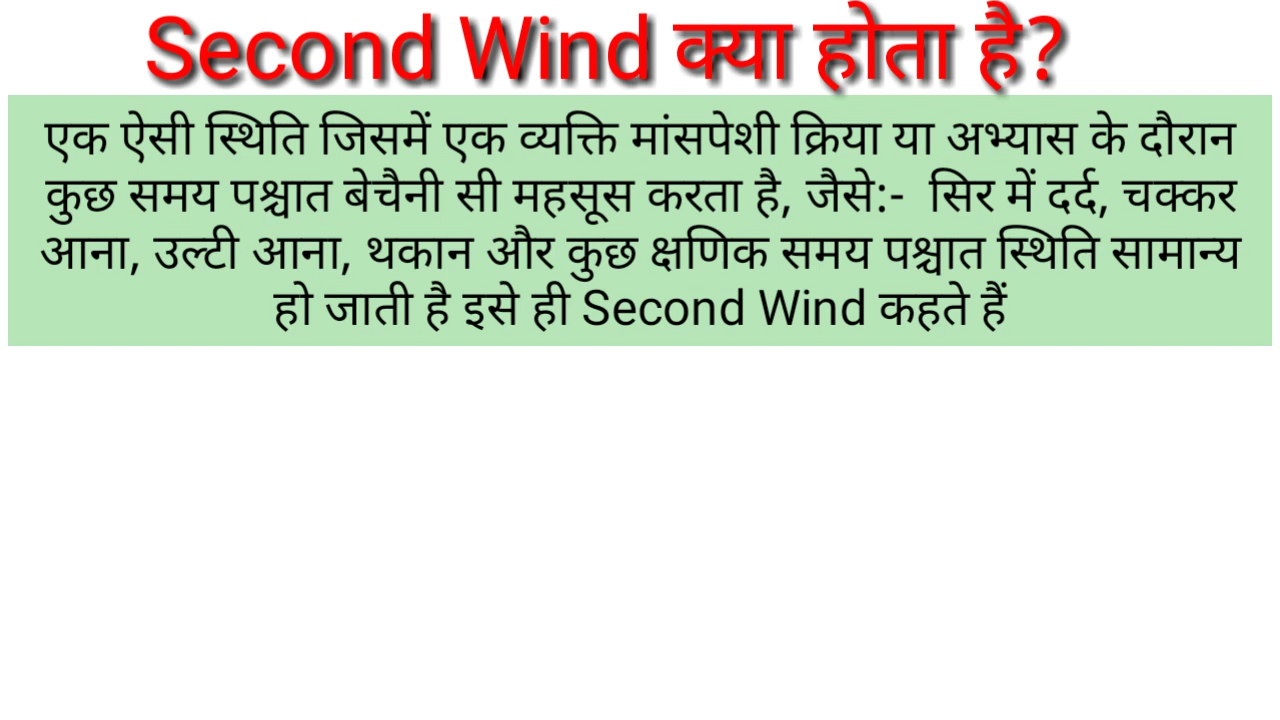 Second Wind क्या होता है?
एक ऐसी स्थिति जिसमें एक व्यक्ति मांसपेशी क्रिया या अभ्यास के दौरान
कुछ समय पश्चात बेचैनी सी महसूस करता है, जैसे:- सिर में दर्द, चक्कर
आना, उल्टी आना, थकान और कुछ क्षणिक समय पश्चात स्थिति सामान्य
हो जाती है इसे ही Second Wind कहते हैं